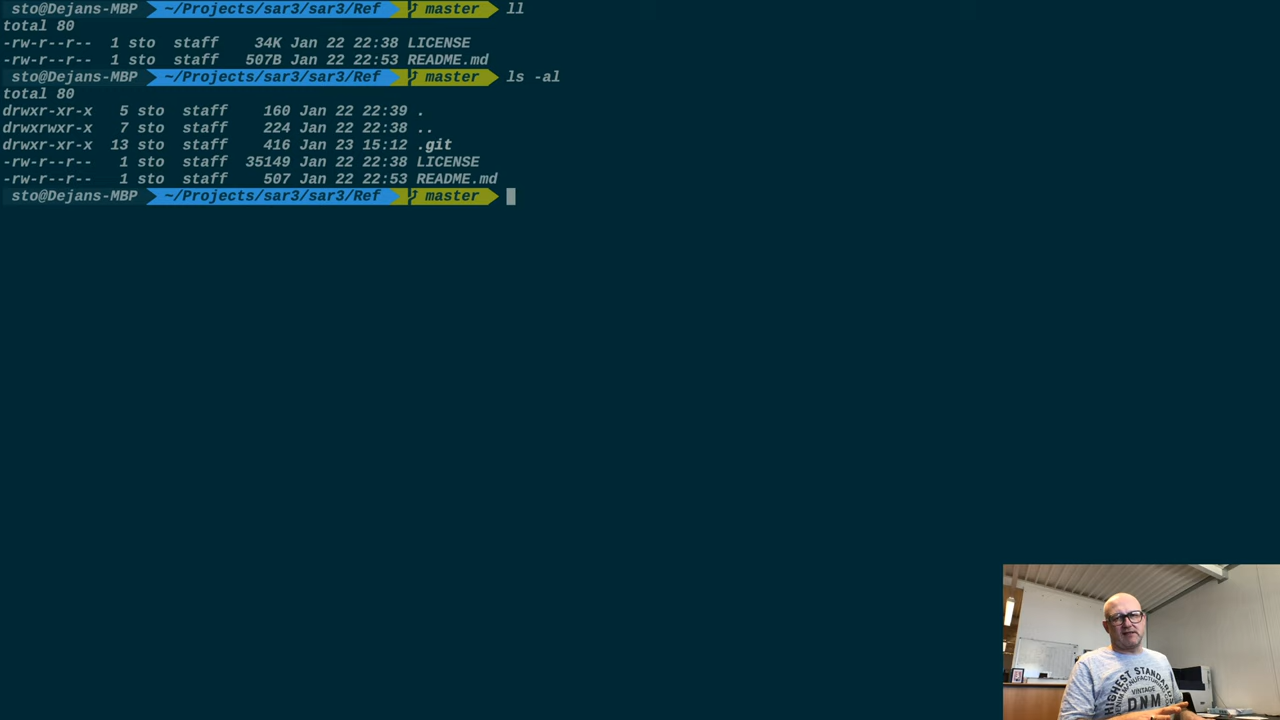 sto@Dejans-MBP ~/Projects/sar3/sar3/Ref master ll
total 80
-rw-r--r-- 1 sto staff 34K Jan 22 22:38 LICENSE
-rw-r--r-- 1 sto staff 507B Jan 22 22:53 README.md
sto@Dejans-MBP ~/Projects/sar3/sar3/Ref master ls -al
total 80
drwxr-xr-x 5 sto staff 160 Jan 22 22:39 .
drwxrwxr-x 7 sto staff 224 Jan 22 22:38 ..
drwxr-xr-x 13 sto staff 416 Jan 23 15:12 .git
-rw-r--r-- 1 sto staff 35149 Jan 22 22:38 LICENSE
-rw-r--r-- 1 sto staff 507 Jan 22 22:53 README.md
sto@Dejans-MBP ~/Projects/sar3/sar3/Ref master
HIGHEST STANDARD
VINTAGE
DNM